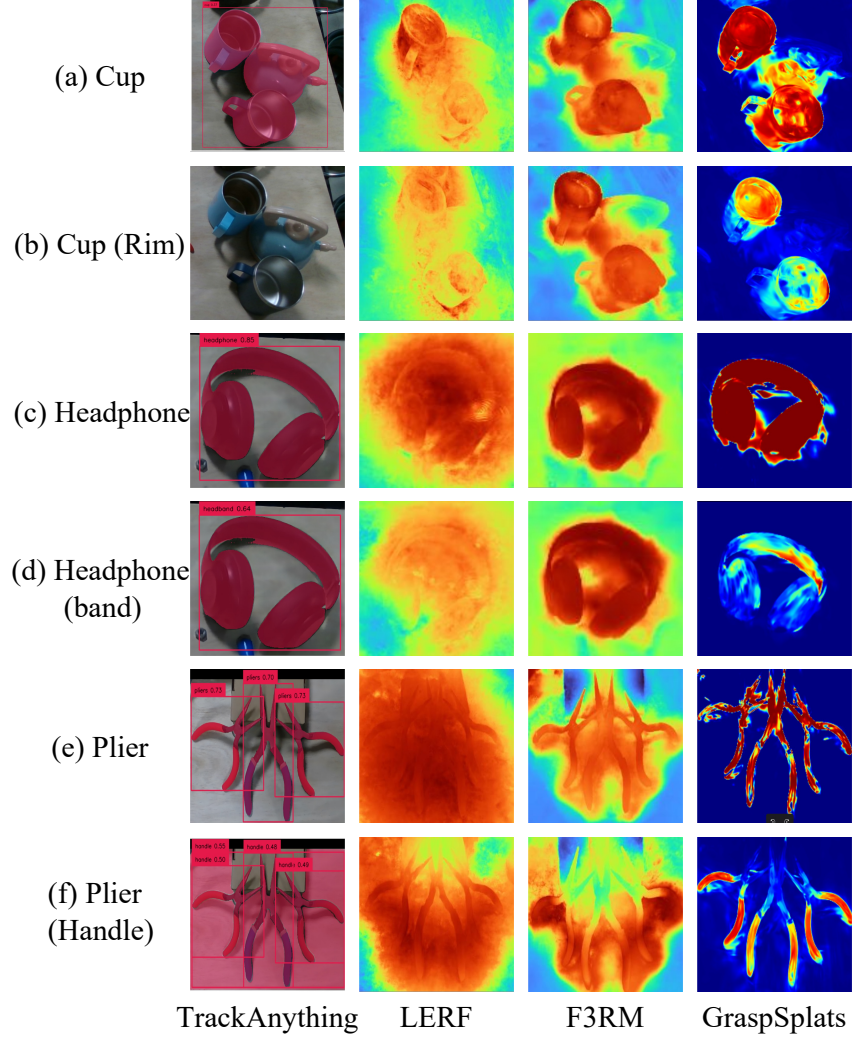 (a) Cup
(b) Cup (Rim)
headphone 0.85
(c) Headphone
headband 0.64
(d) Headphone
(band)
pliers 0.70
pliers 0.73
pliers 0.73
(e) Plier
handle 0.55
handle 0.48
handle 0.50
handle 0.49
(f) Plier
(Handle)
TrackAnything
LERF
F3RM
GraspSplats